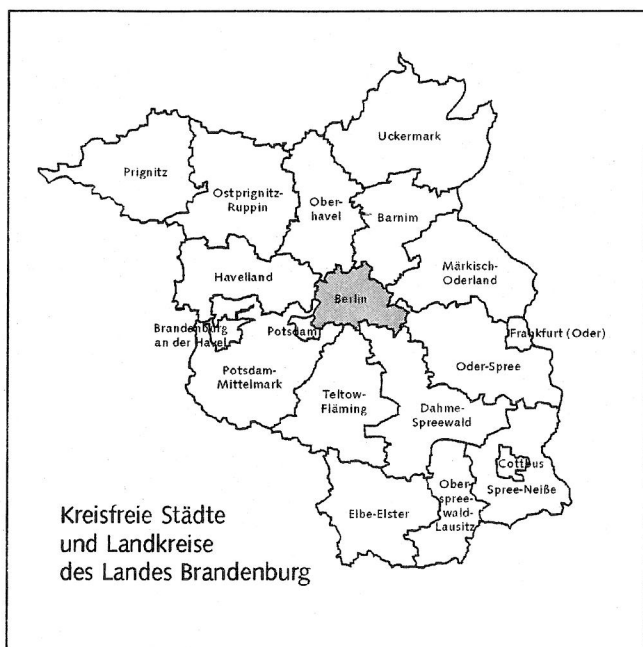 Uckermark
Prignitz
Ostprignitz-
Ruppin
Ober-
havel
Barnim
Havelland
Märkisch-
Oderland
Berlin
Brandenburg
an der Havel
Potsdam
Frankfurt (Oder)
Potsdam-
Mittelmark
Oder-Spree
Teltow-
Fläming
Dahme-
Spreewald
Cottbus
Spree-Neiße
Ober
spree-
wald-
Lausitz
Elbe-Elster
Kreisfreie Städte
und Landkreise
des Landes Brandenburg